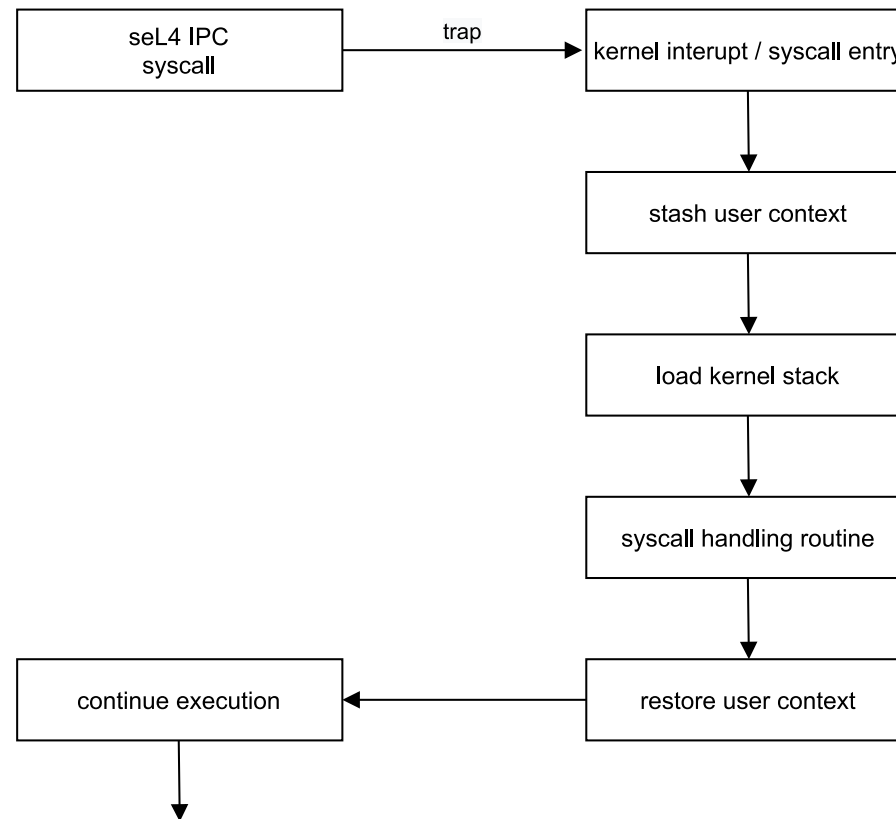 seL4 IPC
syscall
trap
kernel interupt / syscall entry
stash user context
load kernel stack
syscall handling routine
continue execution
restore user context